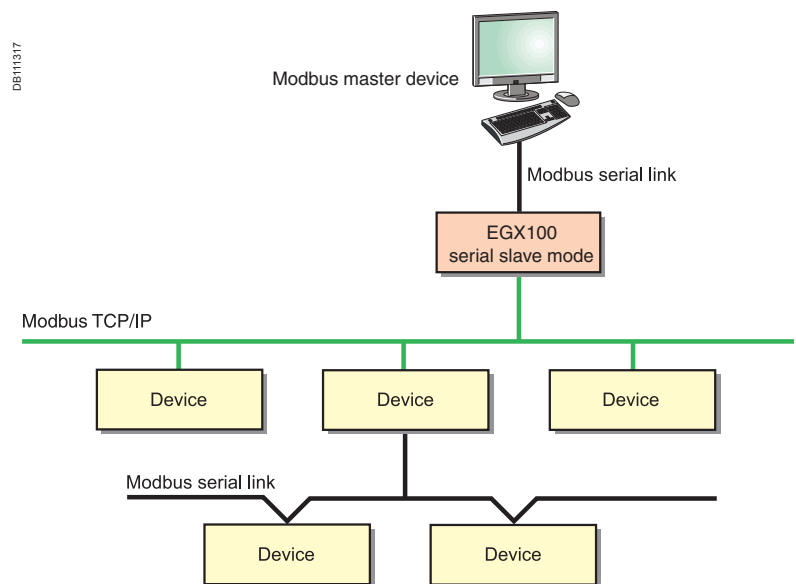 DB111317
Modbus master device
Modbus serial link
EGX100
serial slave mode
Modbus TCP/IP
Device
Device
Device
Modbus serial link
Device
Device